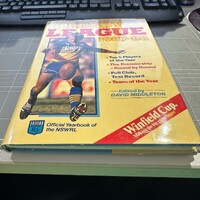 LEAGUE
• Top 5 Players
of the Year
• The Premiership
– Round by Round
• Full Club,
Test Record
• Teams of the Year
—Edited by—
DAVID MIDDLETON
Winfield Cup.
Official Yearbook
of the NSWRL